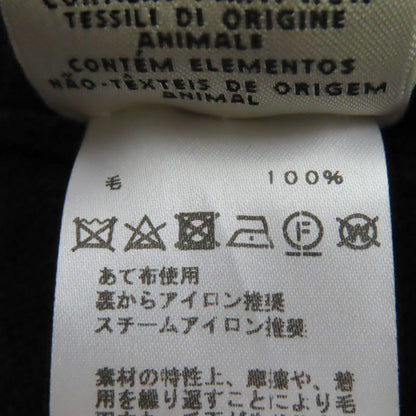 TESSILI DI ORIGINE
ANIMALE
CONTÉM ELEMENTOS
NÃO-TÊXTEIS DE ORIGEM
ANIMAL
毛 100%
F W
あて布使用
裏からアイロン推奨
スチームアイロン推奨
素材の特性上、摩擦や、着
用を繰り返すことにより毛